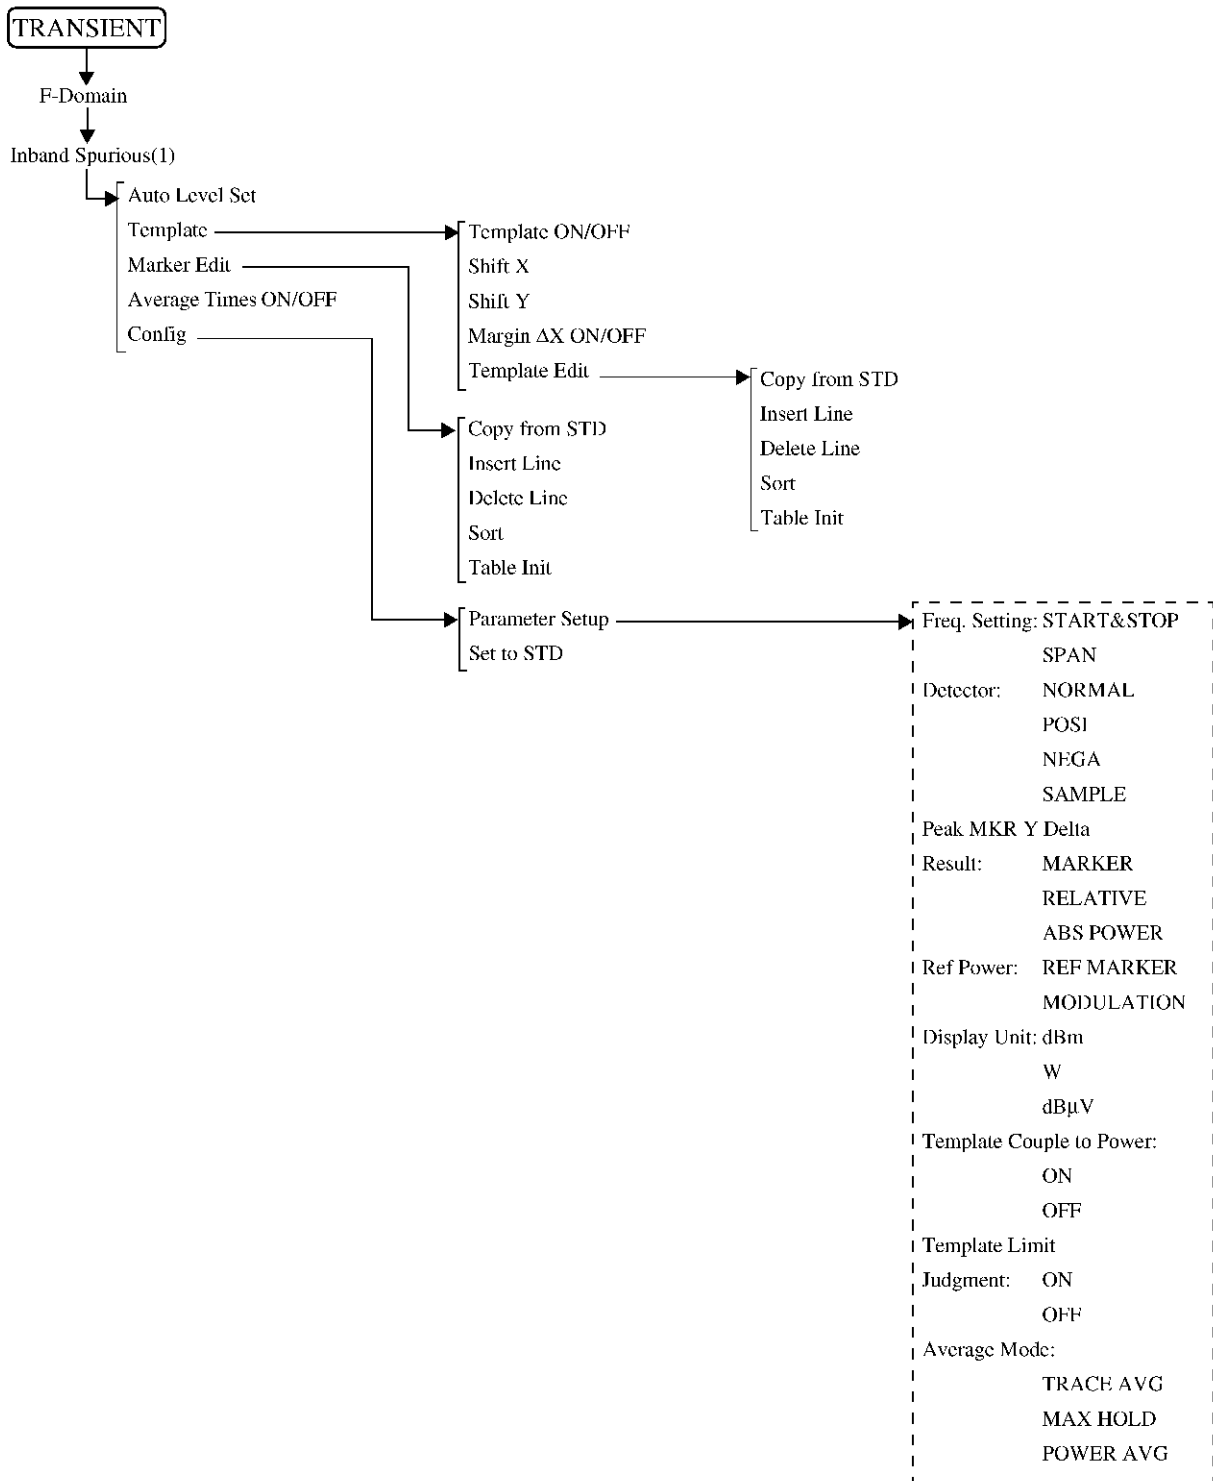 TRANSIENT
F-Domain
Inband Spurious(1)
Auto Level Set
Template
Marker Edit
Average Times ON/OFF
Config
Template ON/OFF
Shift X
Shift Y
Margin ΔX ON/OFF
Template Edit
Copy from STD
Insert Line
Delete Line
Sort
Table Init
Copy from STD
Insert Line
Delete Line
Sort
Table Init
Parameter Setup
Set to STD
Freq. Setting: START&STOP
SPAN
Detector: NORMAL
POSI
NEGA
SAMPLE
Peak MKR Y Delta
Result: MARKER
RELATIVE
ABS POWER
Ref Power: REF MARKER
MODULATION
Display Unit: dBm
W
dBμV
Template Couple to Power:
ON
OFF
Template Limit
Judgment: ON
OFF
Average Mode:
TRACE AVG
MAX HOLD
POWER AVG